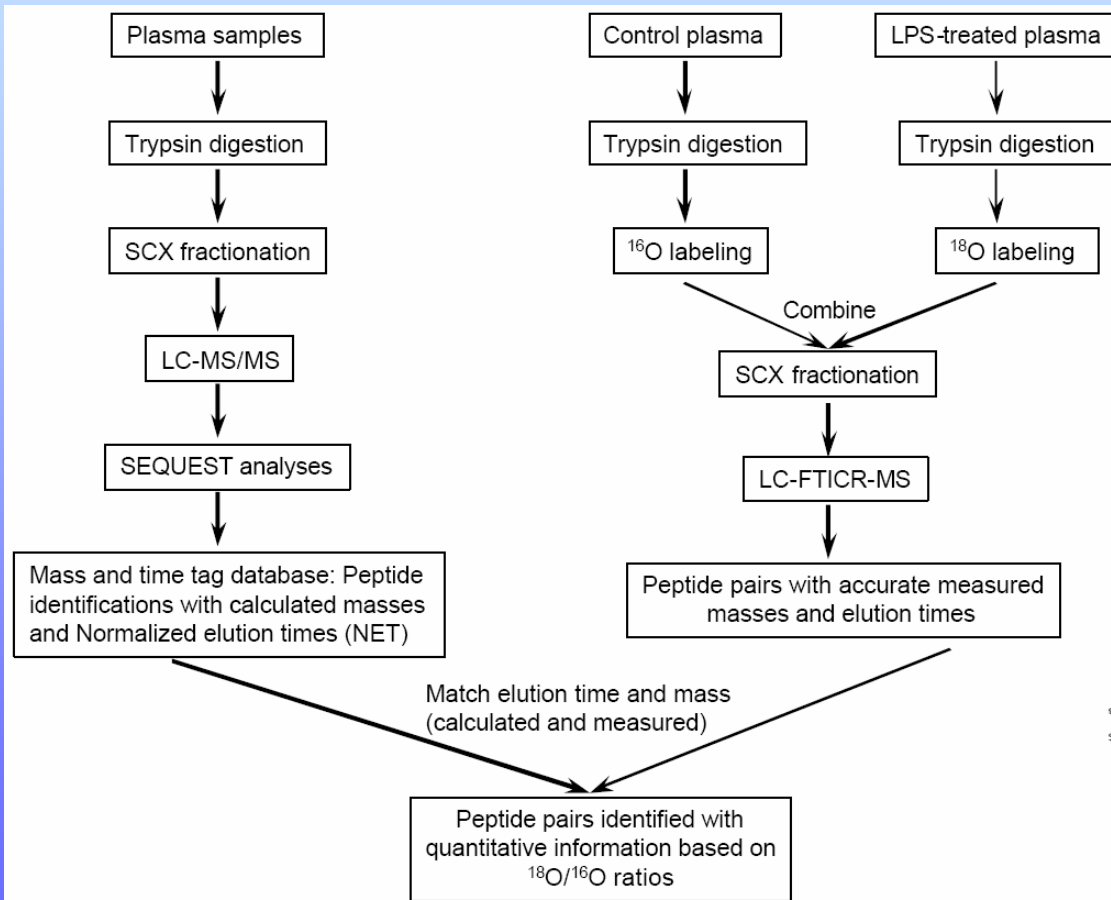 Plasma samples
Trypsin digestion
SCX fractionation
LC-MS/MS
SEQUEST analyses
Mass and time tag database: Peptide
identifications with calculated masses
and Normalized elution times (NET)
Control plasma
LPS-treated plasma
Trypsin digestion
Trypsin digestion
¹⁶O labeling
¹⁸O labeling
Combine
SCX fractionation
LC-FTICR-MS
Peptide pairs with accurate measured
masses and elution times
Match elution time and mass
(calculated and measured)
Peptide pairs identified with
quantitative information based on
¹⁸O/¹⁶O ratios